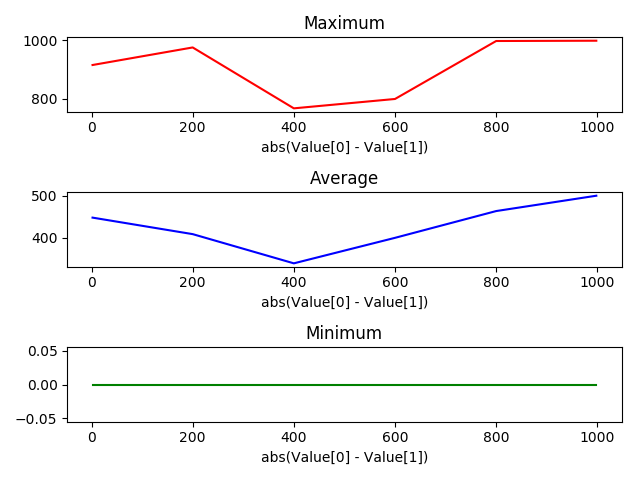 Maximum
1000
800
0 200 400 600 800 1000
abs(Value[0] - Value[1])
Average
500
400
0 200 400 600 800 1000
abs(Value[0] - Value[1])
Minimum
0.05
0.00
−0.05
0 200 400 600 800 1000
abs(Value[0] - Value[1])